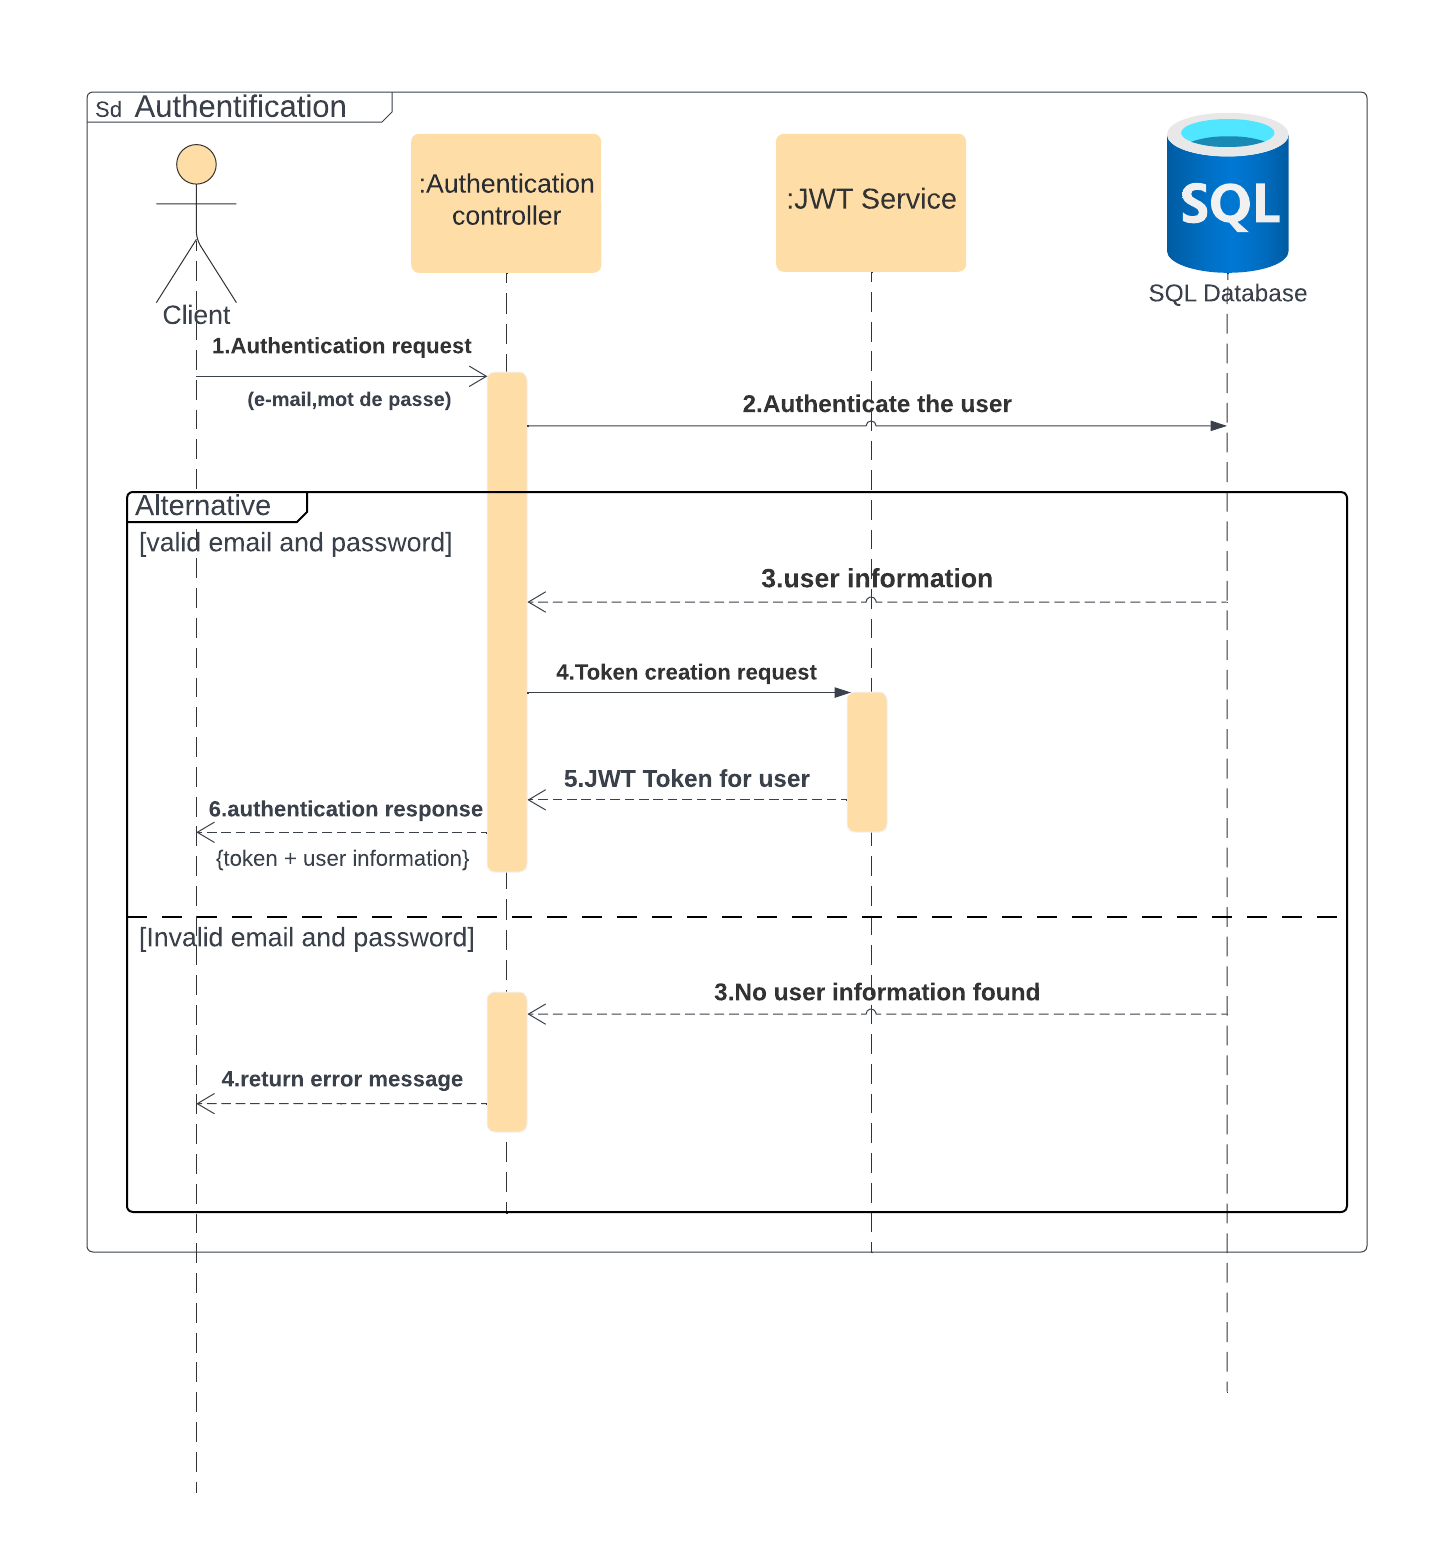 Sd Authentification
:Authentication
controller
:JWT Service
SQL
SQL Database
Client
1.Authentication request
(e-mail,mot de passe)
2.Authenticate the user
Alternative
[valid email and password]
3.user information
4.Token creation request
5.JWT Token for user
6.authentication response
{token + user information}
[Invalid email and password]
3.No user information found
4.return error message